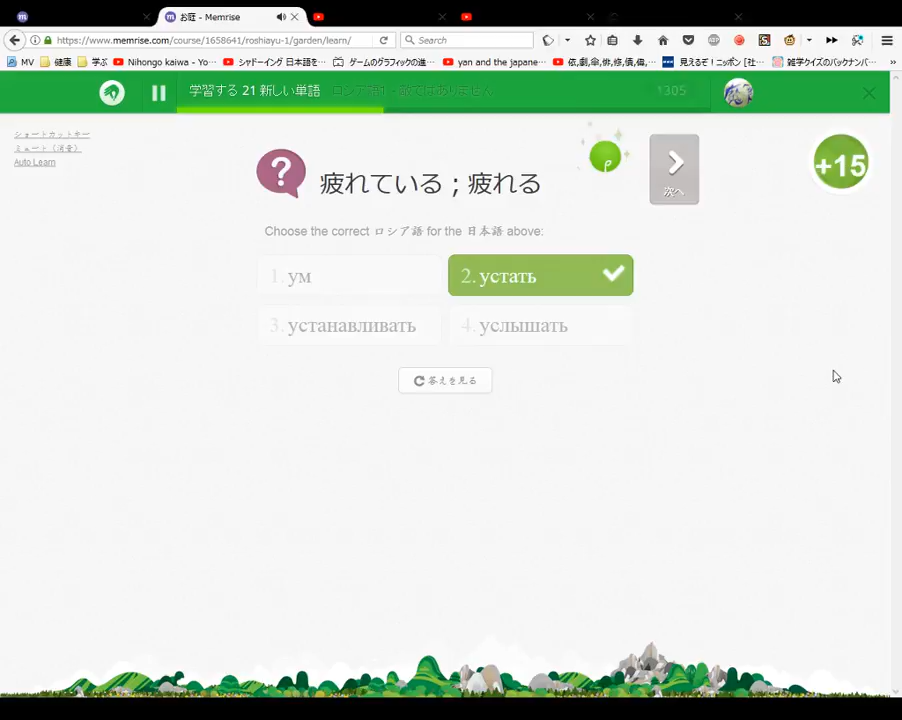 お庭 - Memrise
https://www.memrise.com/course/1658641/roshiayu-1/garden/learn/
Search
MV 健康 学ぶ Nihongo kaiwa - Yo… シャドーイング 日本語を… ゲームのグラフィックの進… yan and the japane… 見えるぞ！ニッポン [社… 雑学クイズのバックナンバ…
学習する 21 新しい単語
1305
ショートカットキー
ミュート（消音）
Auto Learn
疲れている ; 疲れる
次へ
+15
Choose the correct ロシア語 for the 日本語 above:
1. ум
2. устать
3. устанавливать
4. услышать
答えを見る